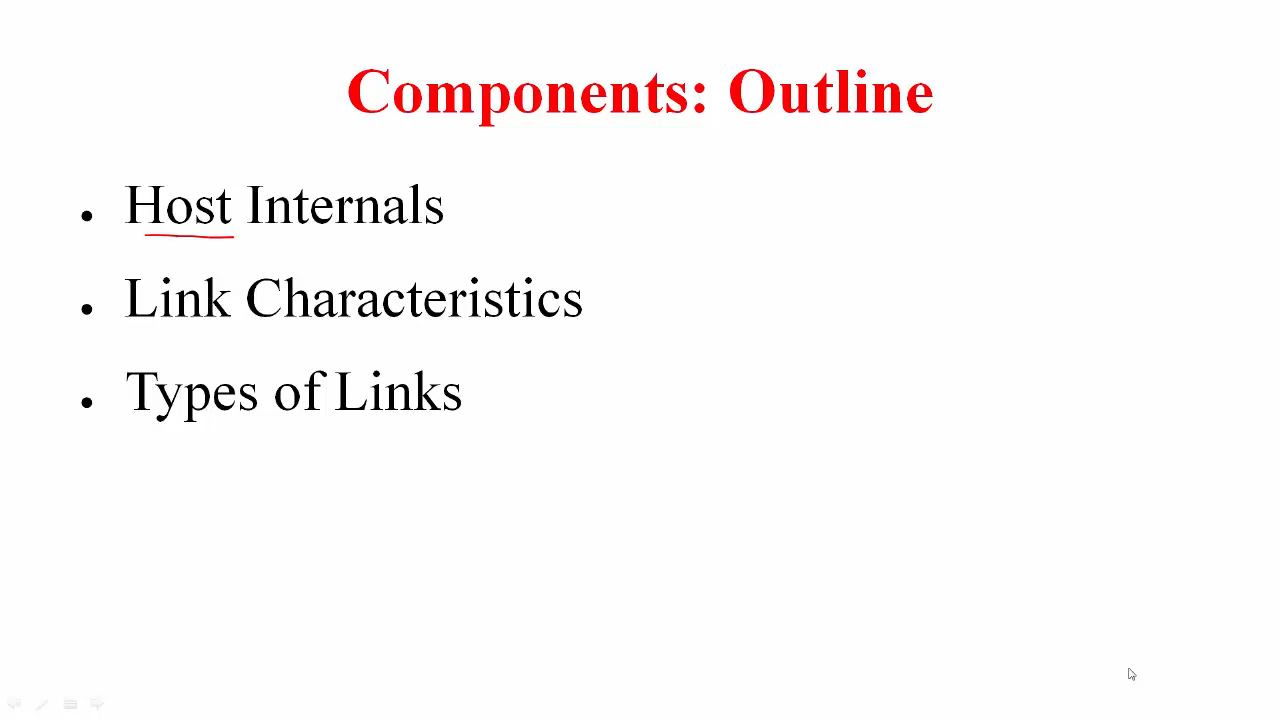 Components: Outline
• Host Internals
• Link Characteristics
• Types of Links